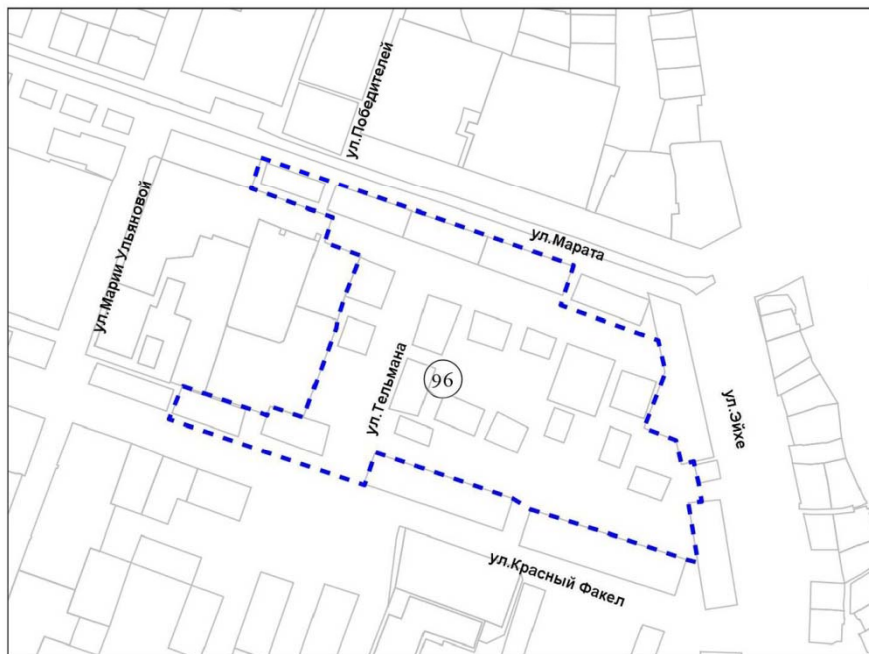 ул.Победителей
ул.Марата
ул.Марии Ульяновой
ул.Тельмана
96
ул.Эйхе
ул.Красный Факел